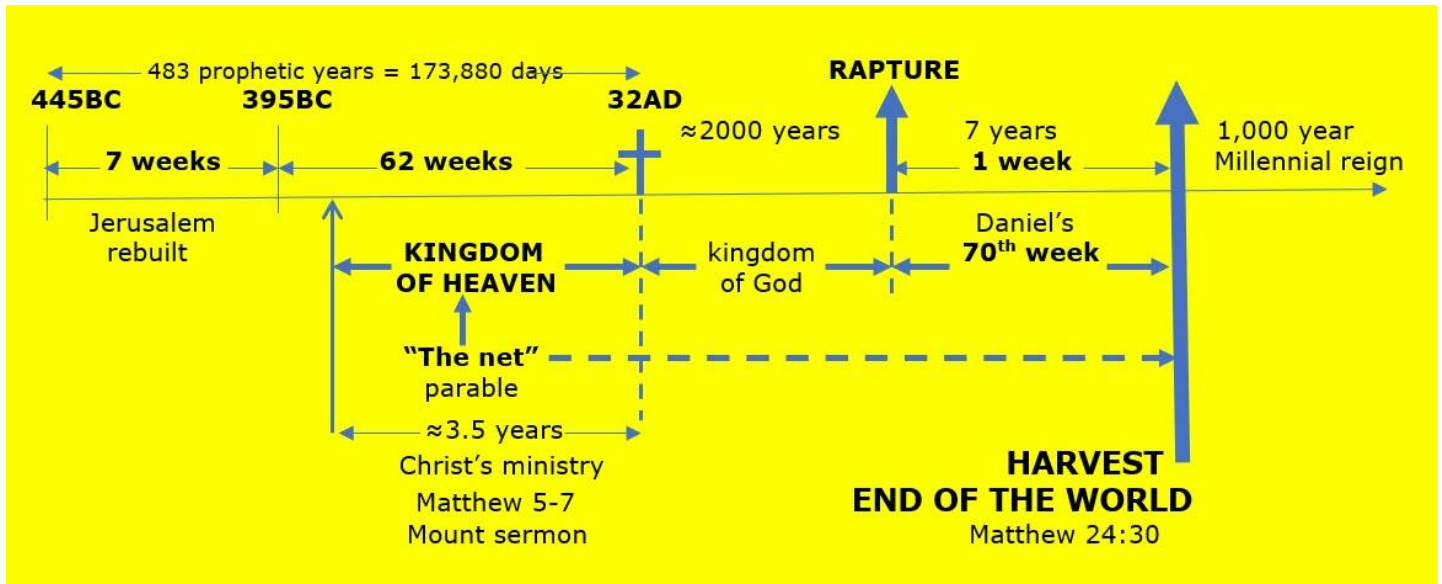 483 prophetic years = 173,880 days
445BC
395BC
32AD
RAPTURE
≈2000 years
7 years
1,000 year
7 weeks
62 weeks
1 week
Millennial reign
Jerusalem
rebuilt
KINGDOM
OF HEAVEN
kingdom
of God
Daniel’s
70th week
“The net”
parable
≈3.5 years
Christ’s ministry
Matthew 5-7
Mount sermon
HARVEST
END OF THE WORLD
Matthew 24:30